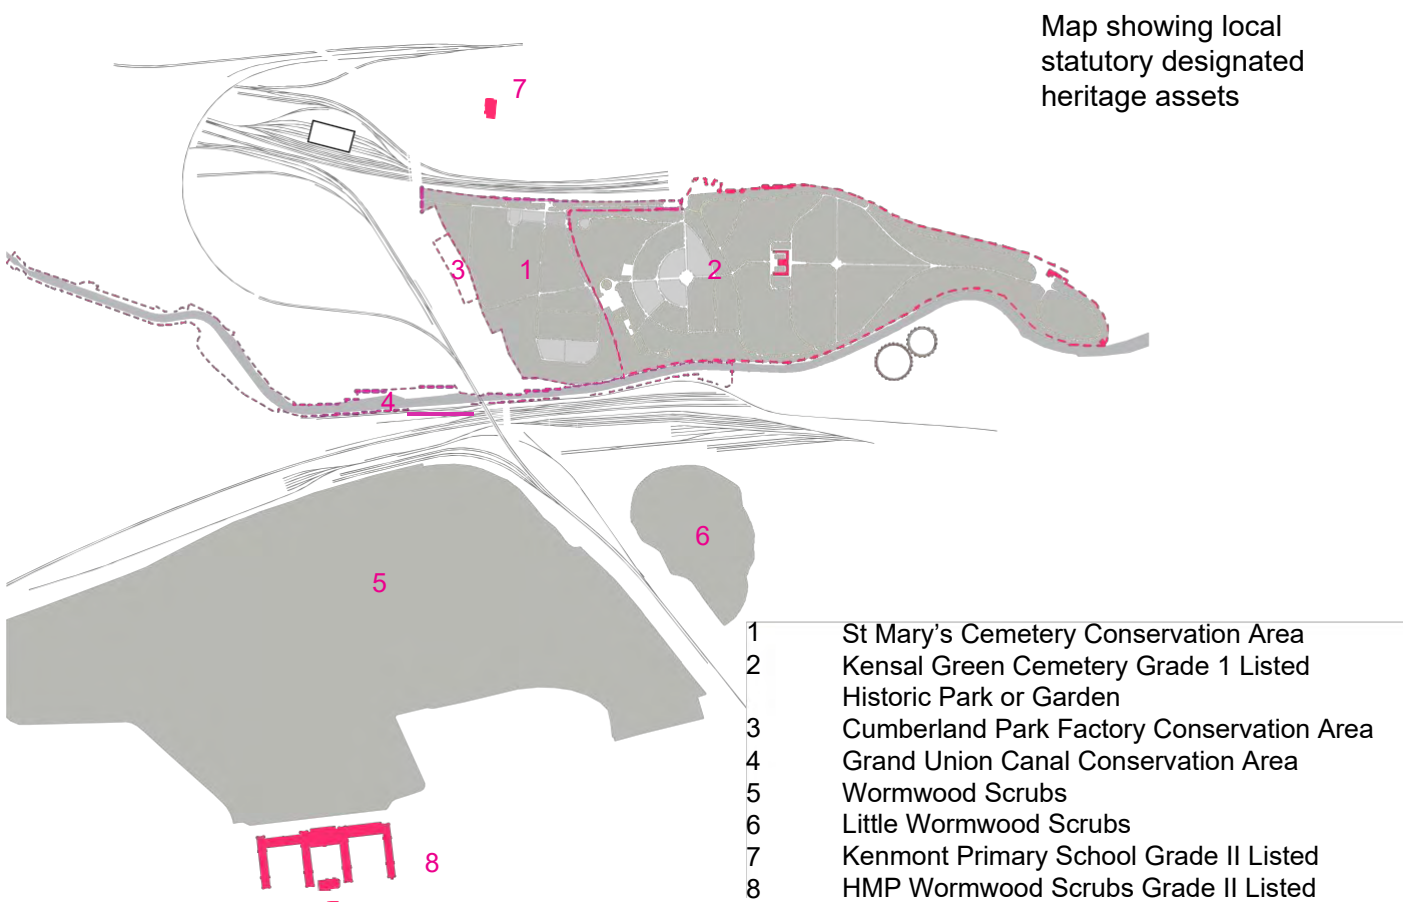 Map showing local
statutory designated
heritage assets
7
3
1
2
4
6
5
8
1 St Mary’s Cemetery Conservation Area
2 Kensal Green Cemetery Grade 1 Listed
Historic Park or Garden
3 Cumberland Park Factory Conservation Area
4 Grand Union Canal Conservation Area
5 Wormwood Scrubs
6 Little Wormwood Scrubs
7 Kenmont Primary School Grade II Listed
8 HMP Wormwood Scrubs Grade II Listed